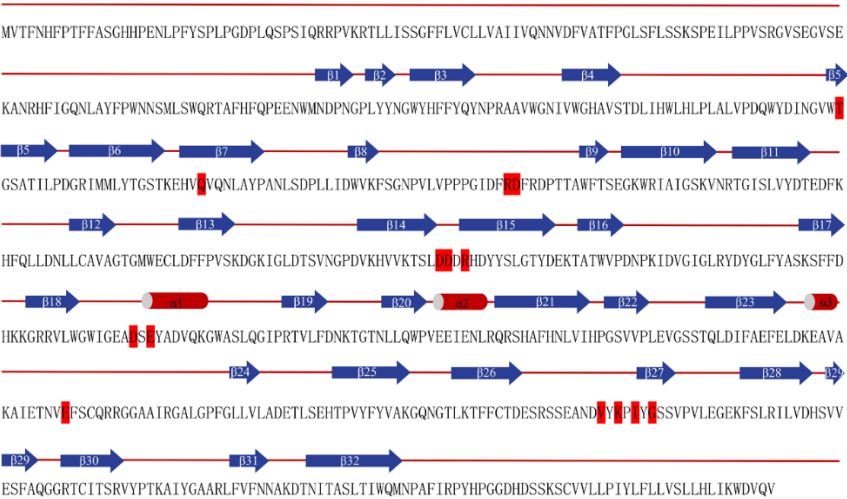 MVTFNHFPTFFASGHHPENLPFYSPLPGDPLQSPSIQRRPVKRTLLISSGFFLVCLLVAIIVQNNVDFVATFPGLSFLSSKSPEILPPVSRGVSEGVSE
β1 β2 β3 β4 β5
KANRHFIGQNLAYFPWNNSMLSWQRTAFHFQPEENWMNDPNGPLYYNGWYHFFYQYNPRAAVWGNIVWGHAVSTDLIHWLHLPLALVPDQWYDINGVWT
β5 β6 β7 β8 β9 β10 β11
GSATILPDGRIMMLYTGSTKEHVQVQNLAYPANLSDPLLIDWVKFSGNPVLVPPPGIDFRDFRDPTTAWFTSEGKWRIAIGSKVNRTGISLVYDTEDFK
β12 β13 β14 β15 β16 β17
HFQLLDNLLCAVAGTGMWECLDFFPVSKDGKIGLDTSVNGPDVKHVVKTSLDDDRHDYYSLGTYDEKTATWVPDNPKIDVGIGLRYDYGLFYASKSFFD
β18 α1 β19 β20 α2 β21 β22 β23 α3
HKKGRRVLWGWIGEADSEYADVQKGWASLQGIPRTVLFDNKTGTNLLQWPVEEIENLRQRSHAFHNLVIHPGSVVPLEVGSSTQLDIFAEFELDKEAVA
β24 β25 β26 β27 β28 β29
KAIETNVEFSCQRRGGAAIRGALGPFGLLVLADETLSEHTPVYFYVAKGQNGTLKTFFCTDESRSSEANDVYKPIYGSSVPVLEGEKFSLRILVDHSVV
β29 β30 β31 β32
ESFAQGGRTCITSRVYPTKAIYGAARLFVFNNAKDTNITASLTIWQMNPAFIRPYHPGGDHDSSKSCVVLLPIYLFLLVSLLHLIKWDVQV